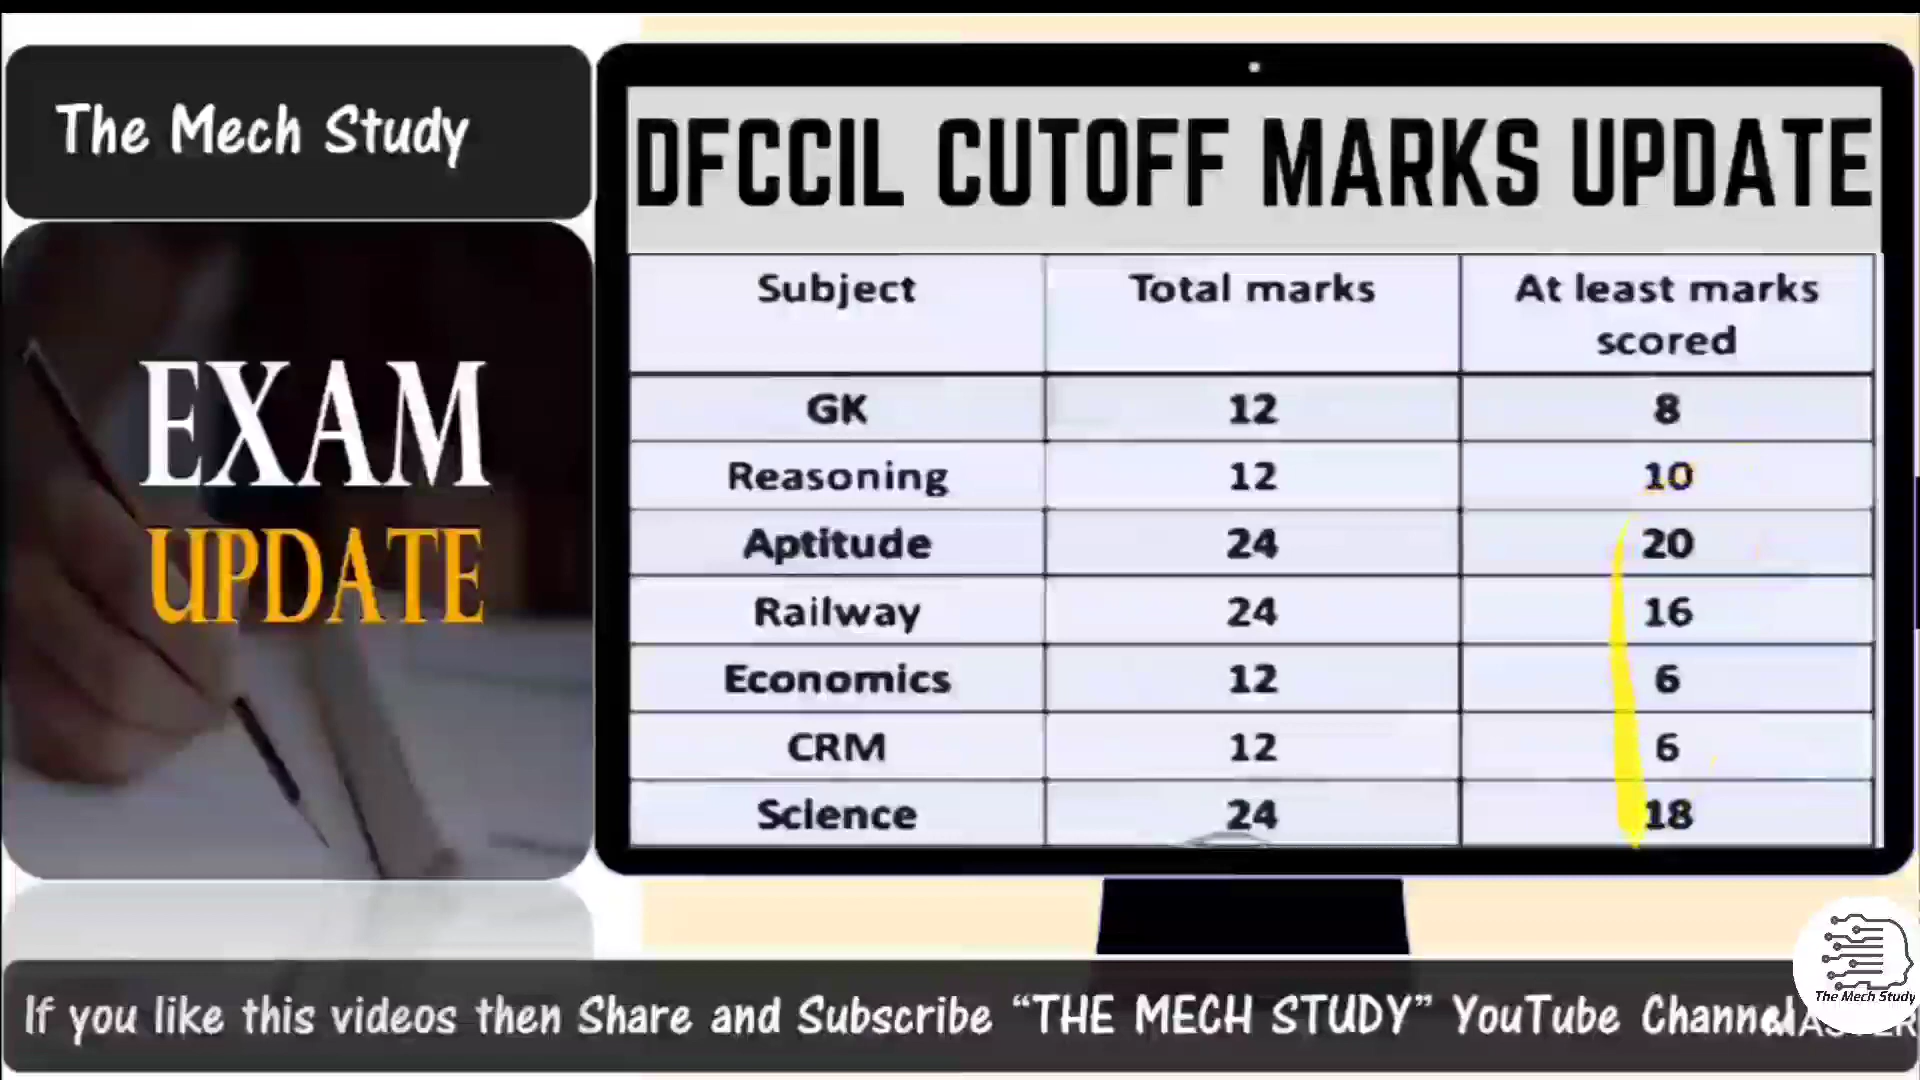 The Mech Study
EXAM
UPDATE
DFCCIL CUTOFF MARKS UPDATE
Subject Total marks At least marks scored
GK 12 8
Reasoning 12 10
Aptitude 24 20
Railway 24 16
Economics 12 6
CRM 12 6
Science 24 18
If you like this videos then Share and Subscribe “THE MECH STUDY” YouTube Channel
The Mech Study